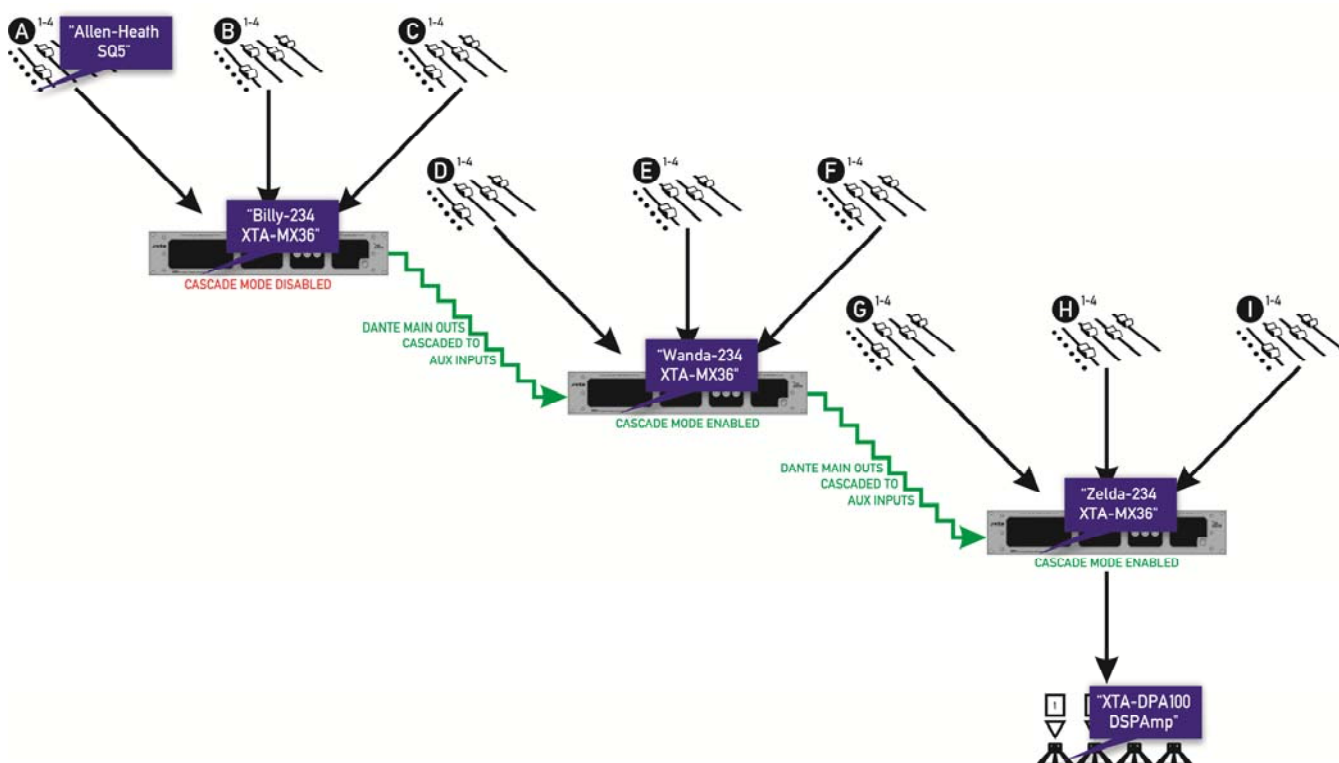 A 1-4
"Allen-Heath
SQ5"
B 1-4
C 1-4
D 1-4
E 1-4
F 1-4
"Billy-234
XTA-MX36"
CASCADE MODE DISABLED
DANTE MAIN OUTS
CASCADED TO
AUX INPUTS
G 1-4
H 1-4
I 1-4
"Wanda-234
XTA-MX36"
CASCADE MODE ENABLED
DANTE MAIN OUTS
CASCADED TO
AUX INPUTS
"Zelda-234
XTA-MX36"
CASCADE MODE ENABLED
1
"XTA-DPA100
DSPAmp"